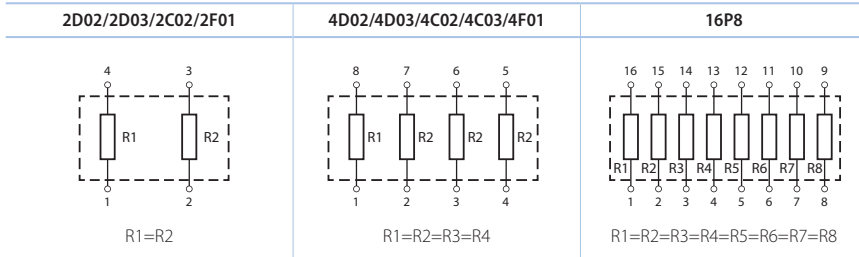 2D02/2D03/2C02/2F01 4D02/4D03/4C02/4C03/4F01 16P8
4 3 8 7 6 5 16 15 14 13 12 11 10 9
R1 R2 R1 R2 R2 R2
R1 R2 R3 R4 R5 R6 R7 R8
1 2 1 2 3 4 1 2 3 4 5 6 7 8
R1=R2 R1=R2=R3=R4 R1=R2=R3=R4=R5=R6=R7=R8